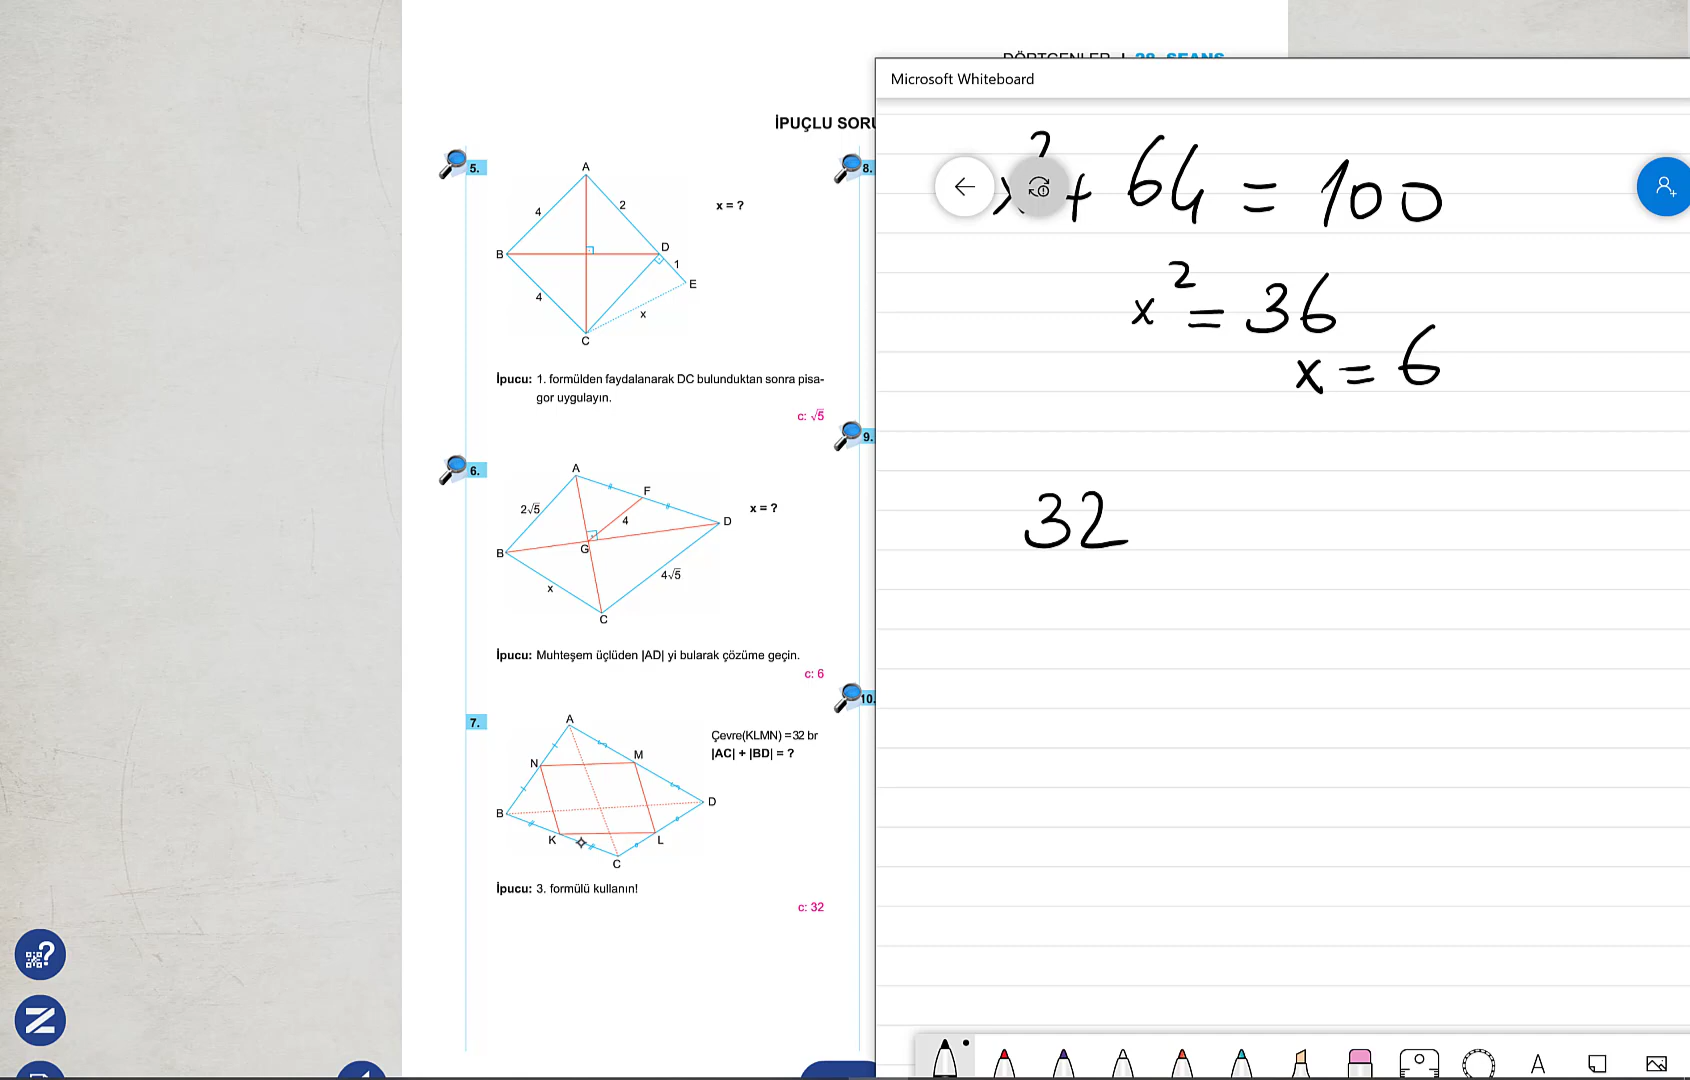 İPUÇLU SORU
5.
A
4
2
x = ?
B
D
1
E
4
x
C
İpucu: 1. formülden faydalanarak DC bulunduktan sonra pisa-
gor uygulayın.
c: √5
6.
A
F
2√5
x = ?
4
D
B
G
4√5
x
C
İpucu: Muhteşem üçlüden |AD| yi bularak çözüme geçin.
c: 6
7.
A
Çevre(KLMN) =32 br
|AC| + |BD| = ?
N
M
D
B
K
L
C
İpucu: 3. formülü kullanın!
c: 32
8.
9.
10.
Microsoft Whiteboard
x² + 64 = 100
x² = 36
x = 6
32